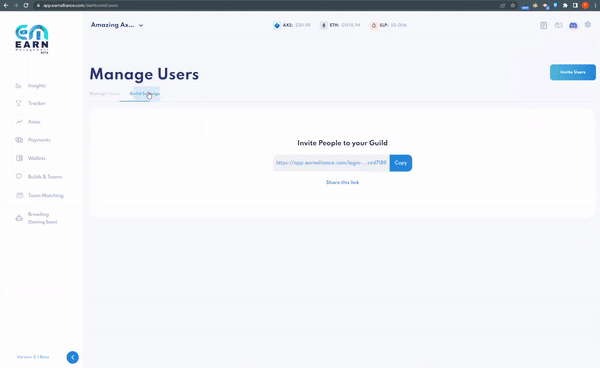 app.earnalliance.com/dashboard/users
EARN
Management
BETA
Amazing Ax...
AXS: $20.98
ETH: $1976.94
SLP: $0.006
Manage Users
Invite Users
Manage Users
Guild Settings
Insights
Tracker
Axies
Payments
Wallets
Builds & Teams
Team Matching
Breeding
(Coming Soon)
Invite People to your Guild
https://app.earnalliance.com/login-...ced7189
Copy
Share this link
Version 0.1 Beta